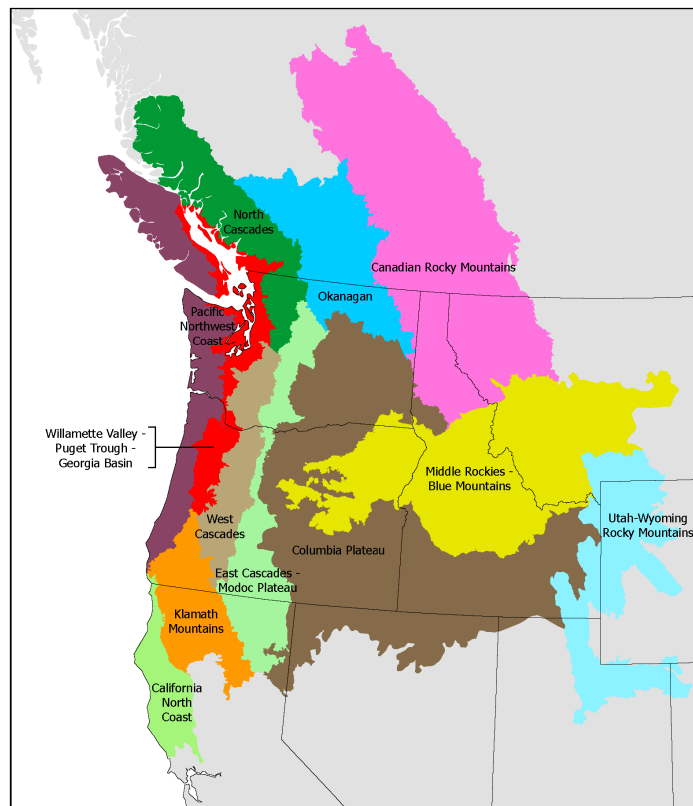 North
Cascades
Canadian Rocky Mountains
Okanagan
Pacific
Northwest
Coast
Willamette Valley -
Puget Trough -
Georgia Basin
Middle Rockies -
Blue Mountains
Utah-Wyoming
Rocky Mountains
West
Cascades
Columbia Plateau
East Cascades -
Modoc Plateau
Klamath
Mountains
California
North
Coast